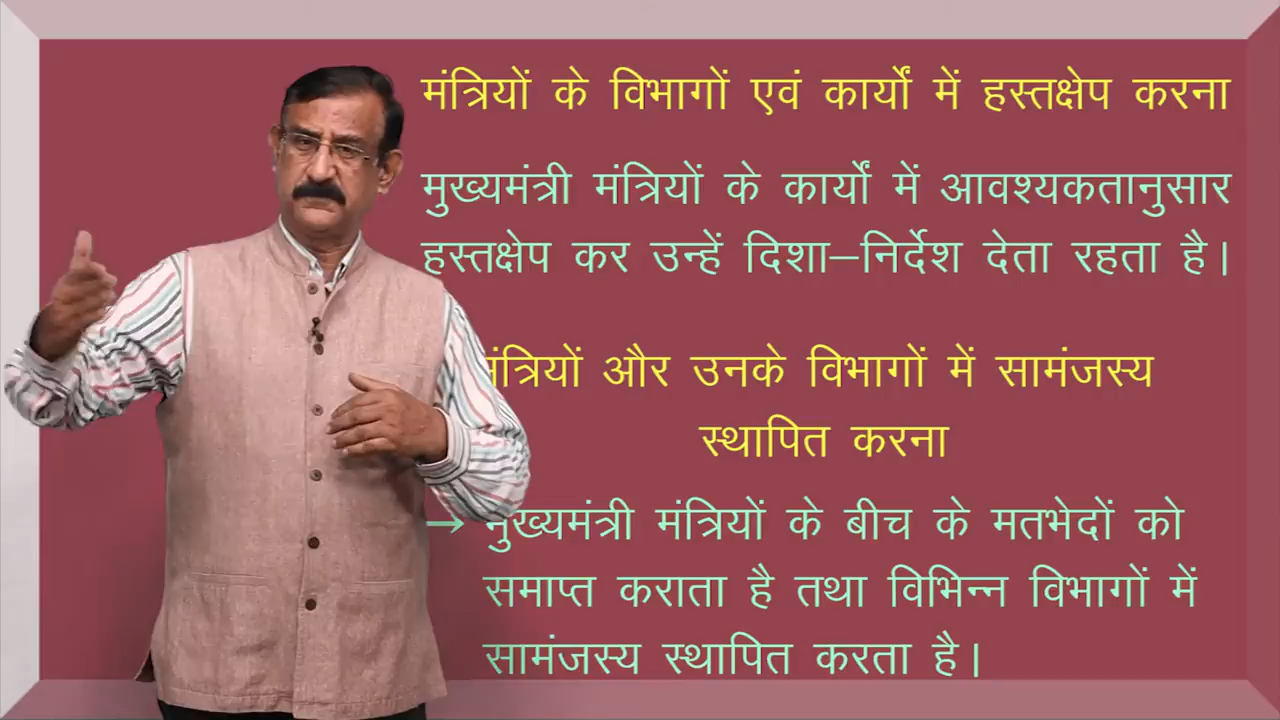 मंत्रियों के विभागों एवं कार्यों में हस्तक्षेप करना
मुख्यमंत्री मंत्रियों के कार्यों में आवश्यकतानुसार
हस्तक्षेप कर उन्हें दिशा–निर्देश देता रहता है।
मंत्रियों और उनके विभागों में सामंजस्य
स्थापित करना
→ मुख्यमंत्री मंत्रियों के बीच के मतभेदों को
समाप्त कराता है तथा विभिन्न विभागों में
सामंजस्य स्थापित करता है।